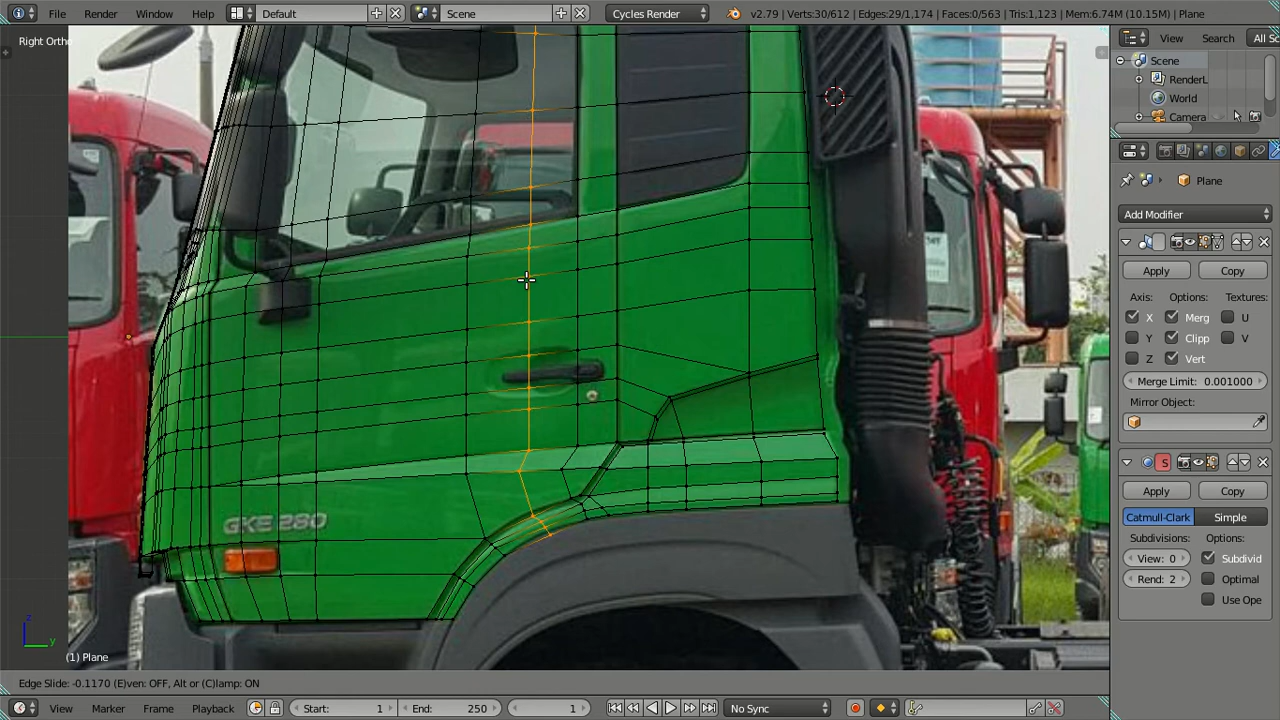 File Render Window Help Default Scene Cycles Render v2.79 | Verts:30/612 | Edges:29/1,174 | Faces:0/563 | Tris:1,123 | Mem:6.74M (10.15M) | Plane
Right Ortho
View Search All Sc
Scene
RenderL
World
Camera
Plane
Add Modifier
Apply Copy
Axis: Options: Textures:
X Merg U
Y Clipp V
Z Vert
Merge Limit: 0.001000
Mirror Object:
S
Apply Copy
Catmull-Clark Simple
Subdivisions: Options:
View: 0 Subdivid
Rend: 2 Optimal
Use Ope
GKE 280
z
y
(1) Plane
Edge Slide: -0.1170 (E)ven: OFF, Alt or (C)lamp: ON
View Marker Frame Playback Start: 1 End: 250 1 No Sync